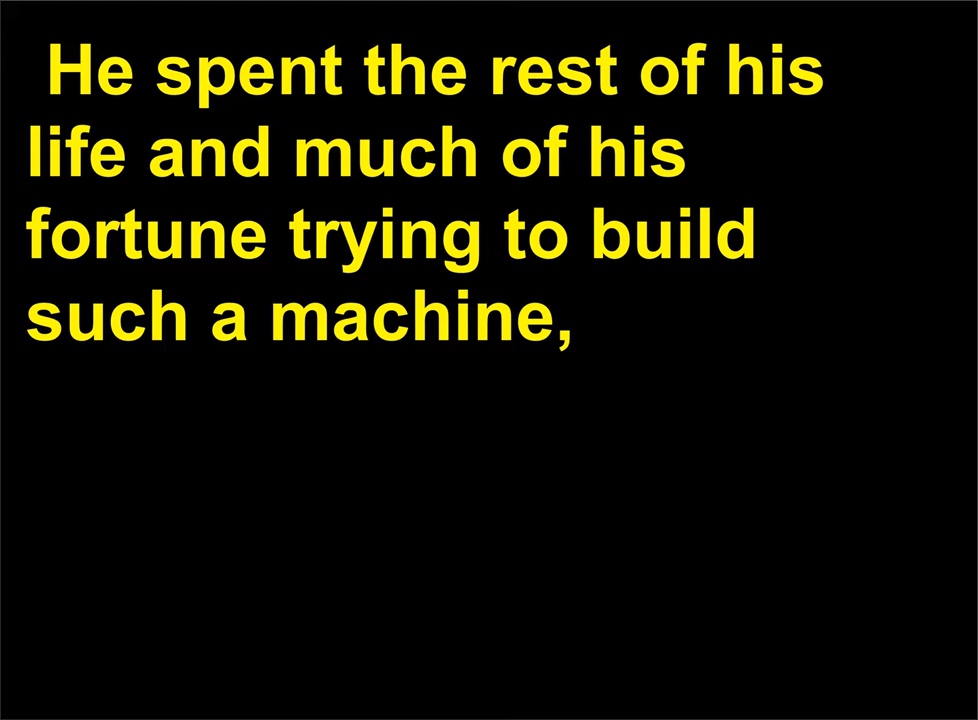 He spent the rest of his
life and much of his
fortune trying to build
such a machine,